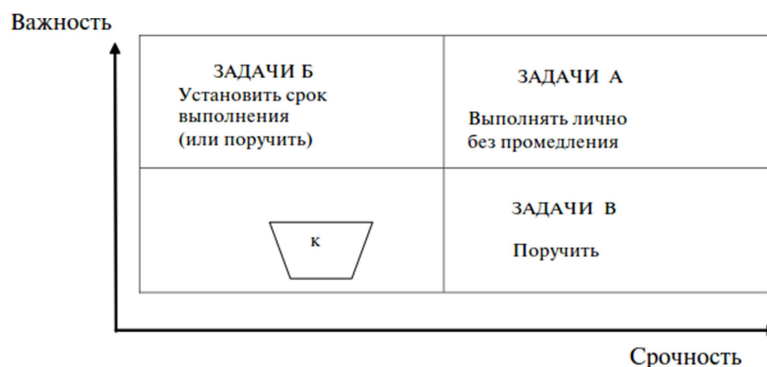 Важность
ЗАДАЧИ Б
Установить срок
выполнения
(или поручить)
ЗАДАЧИ А
Выполнять лично
без промедления
к
ЗАДАЧИ В
Поручить
Срочность